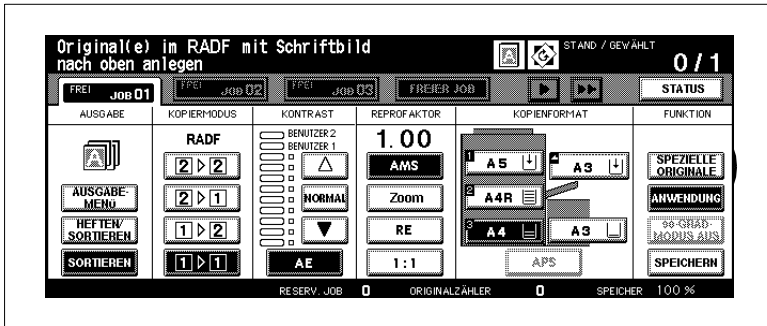 Original(e) im RADF mit Schriftbild
nach oben anlegen
STAND / GEWÄHLT
0/1
FREI JOB 01
FREI JOB 02
FREI JOB 03
FREIER JOB
STATUS
AUSGABE
KOPIERMODUS
KONTRAST
REPROFAKTOR
KOPIENFORMAT
FUNKTION
A
AUSGABE-
MENÜ
HEFTEN/
SORTIEREN
SORTIEREN
RADF
2 ▷ 2
2 ▷ 1
1 ▷ 2
1 ▷ 1
BENUTZER 2
BENUTZER 1
NORMAL
AE
1.00
AMS
Zoom
RE
1:1
1 A5
A3
2 A4R
3 A4
A3
APS
SPEZIELLE
ORIGINALE
ANWENDUNG
90-GRAD-
MODUS AUS
SPEICHERN
RESERV. JOB 0 ORIGINALZÄHLER 0 SPEICHER 100 %